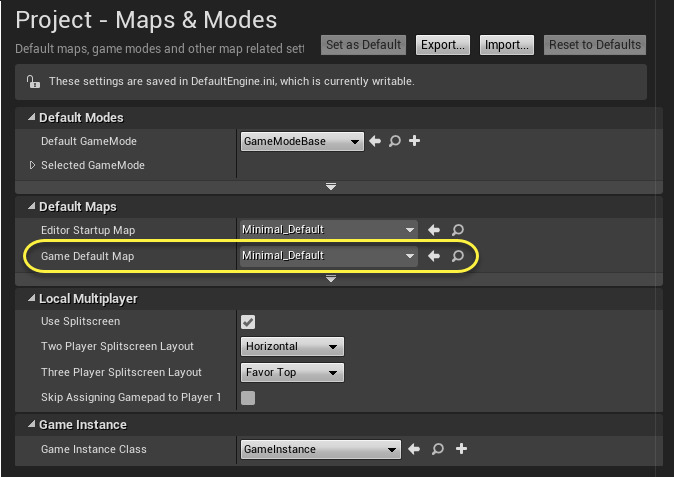 Project - Maps & Modes
Default maps, game modes and other map related set
Set as Default
Export...
Import...
Reset to Defaults
These settings are saved in DefaultEngine.ini, which is currently writable.
Default Modes
Default GameMode
GameModeBase
Selected GameMode
Default Maps
Editor Startup Map
Minimal_Default
Game Default Map
Minimal_Default
Local Multiplayer
Use Splitscreen
Two Player Splitscreen Layout
Horizontal
Three Player Splitscreen Layout
Favor Top
Skip Assigning Gamepad to Player 1
Game Instance
Game Instance Class
GameInstance